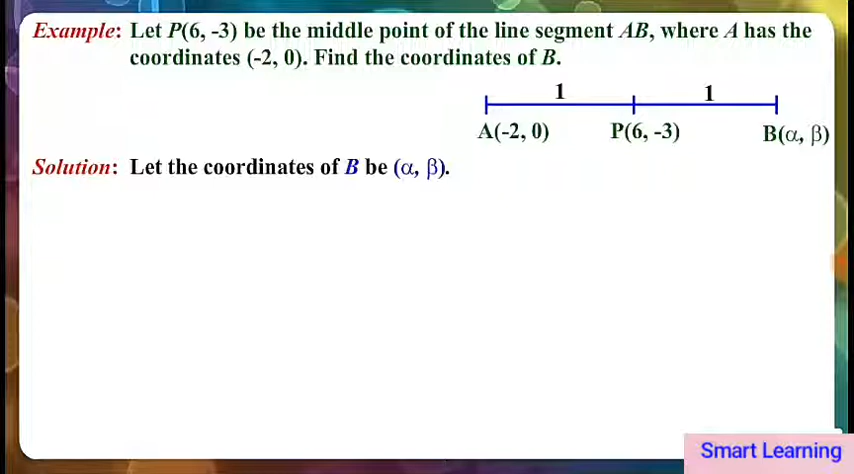 Example: Let P(6, -3) be the middle point of the line segment AB, where A has the
coordinates (-2, 0). Find the coordinates of B.
1 1
A(-2, 0) P(6, -3) B(α, β)
Solution: Let the coordinates of B be (α, β).
Smart Learning